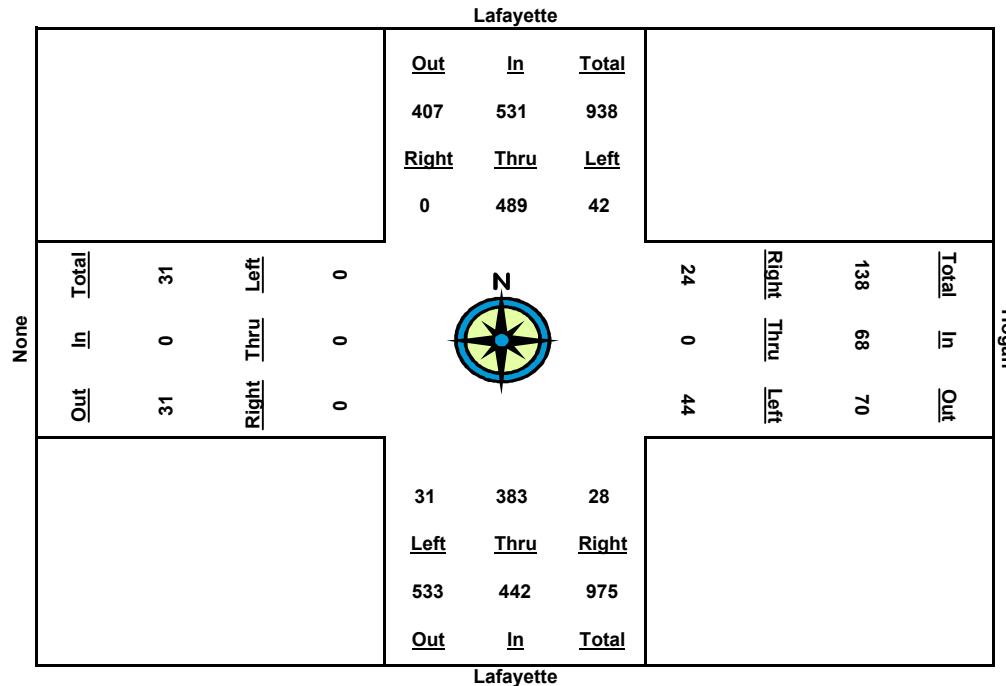 Lafayette
Out In Total
407 531 938
Right Thru Left
0 489 42
None
Total 31 Left 0
In 0 Thru 0
Out 31 Right 0
N
24 Right 138 Total
0 Thru 68 In
44 Left 70 Out
31 383 28
Left Thru Right
533 442 975
Out In Total
Lafayette